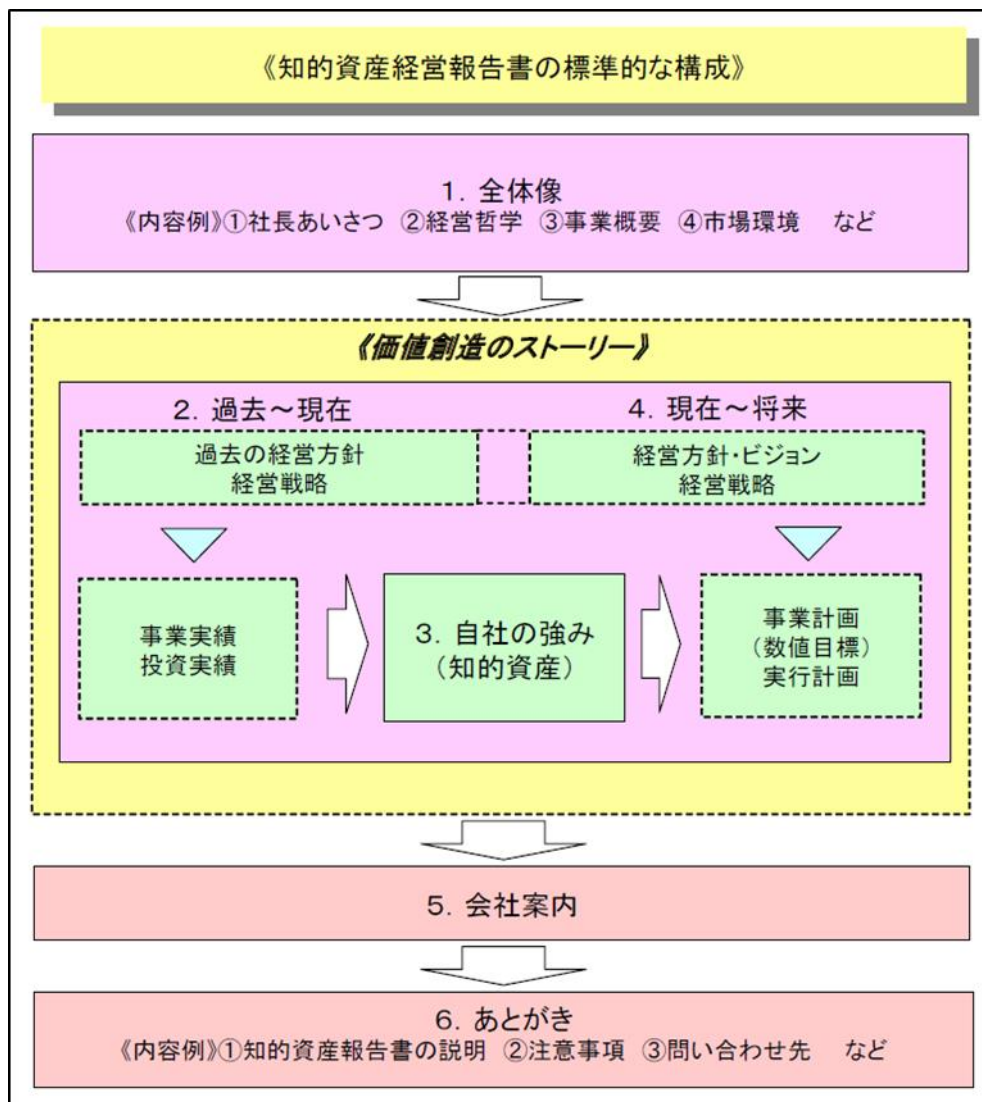 《知的資産経営報告書の標準的な構成》
１．全体像
《内容例》①社長あいさつ ②経営哲学 ③事業概要 ④市場環境 など
《価値創造のストーリー》
２．過去～現在
過去の経営方針
経営戦略
事業実績
投資実績
３．自社の強み
（知的資産）
４．現在～将来
経営方針・ビジョン
経営戦略
事業計画
（数値目標）
実行計画
５．会社案内
６．あとがき
《内容例》①知的資産報告書の説明 ②注意事項 ③問い合わせ先 など